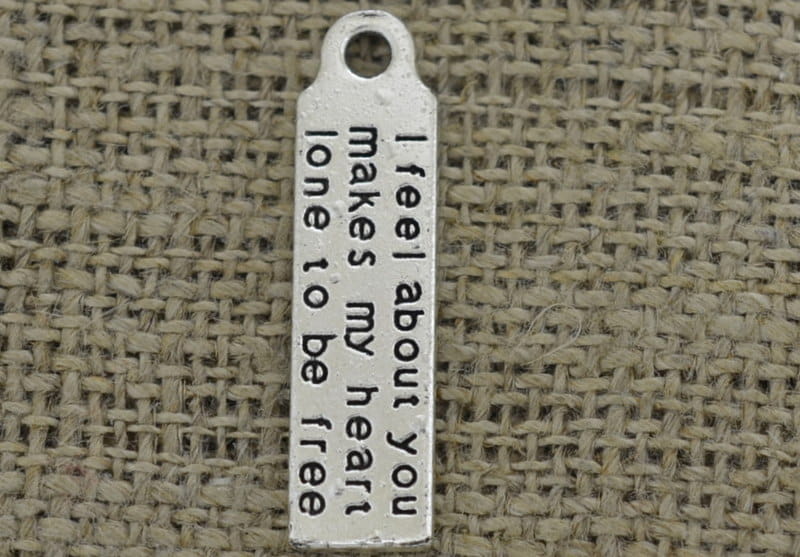 I feel about you
makes my heart
lone to be free